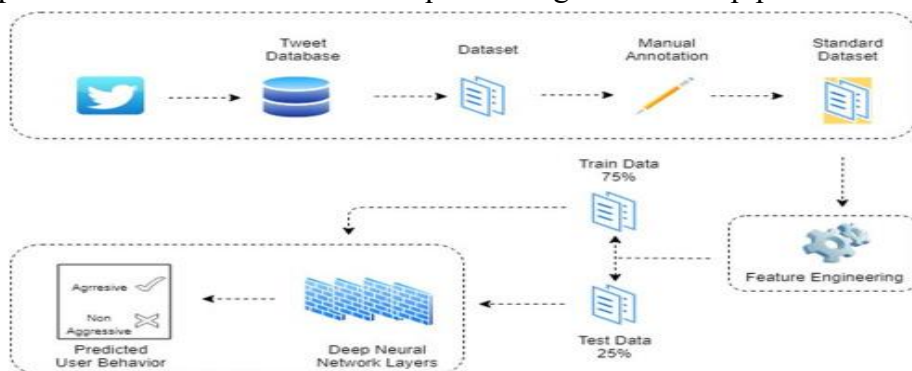 Tweet
Database
Dataset
Manual
Annotation
Standard
Dataset
Train Data
75%
Feature Engineering
Test Data
25%
Deep Neural
Network Layers
Agrresive
Non
Aggressive
Predicted
User Behavior